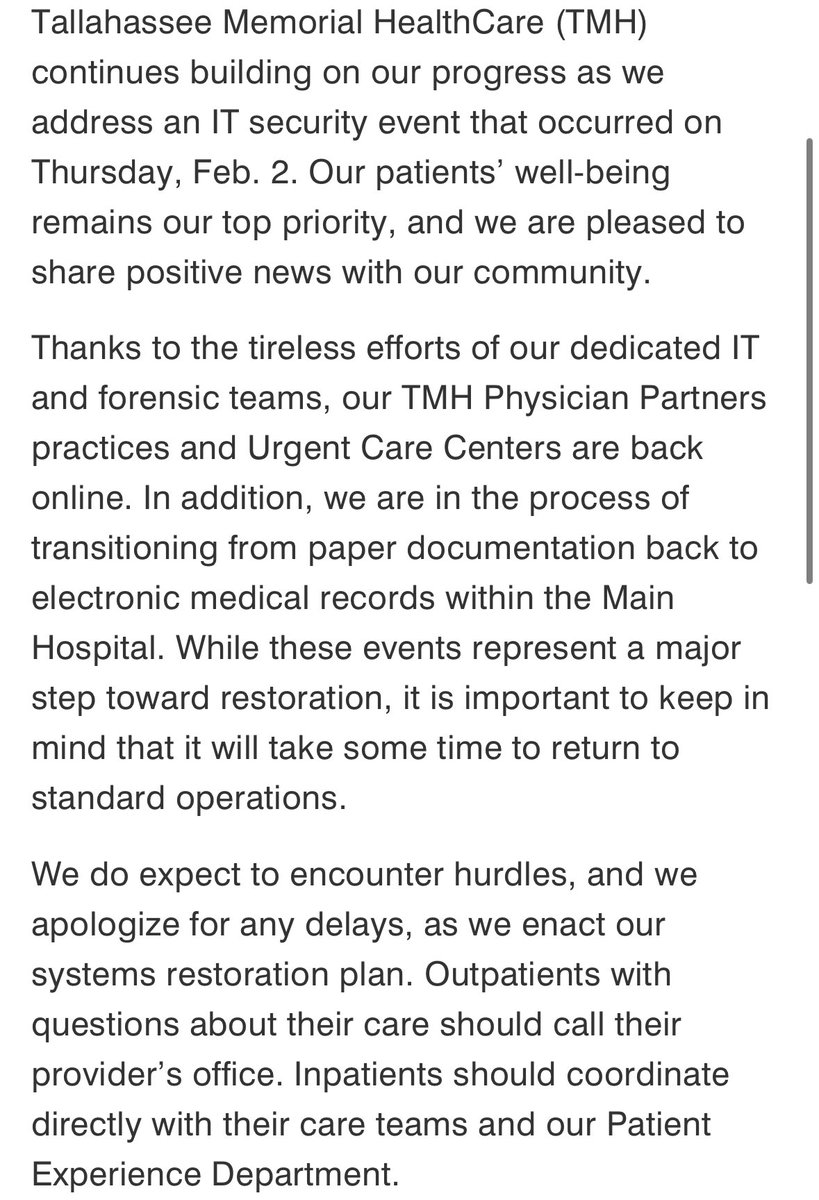 Tallahassee Memorial HealthCare (TMH)
continues building on our progress as we
address an IT security event that occurred on
Thursday, Feb. 2. Our patients’ well-being
remains our top priority, and we are pleased to
share positive news with our community.
Thanks to the tireless efforts of our dedicated IT
and forensic teams, our TMH Physician Partners
practices and Urgent Care Centers are back
online. In addition, we are in the process of
transitioning from paper documentation back to
electronic medical records within the Main
Hospital. While these events represent a major
step toward restoration, it is important to keep in
mind that it will take some time to return to
standard operations.
We do expect to encounter hurdles, and we
apologize for any delays, as we enact our
systems restoration plan. Outpatients with
questions about their care should call their
provider’s office. Inpatients should coordinate
directly with their care teams and our Patient
Experience Department.